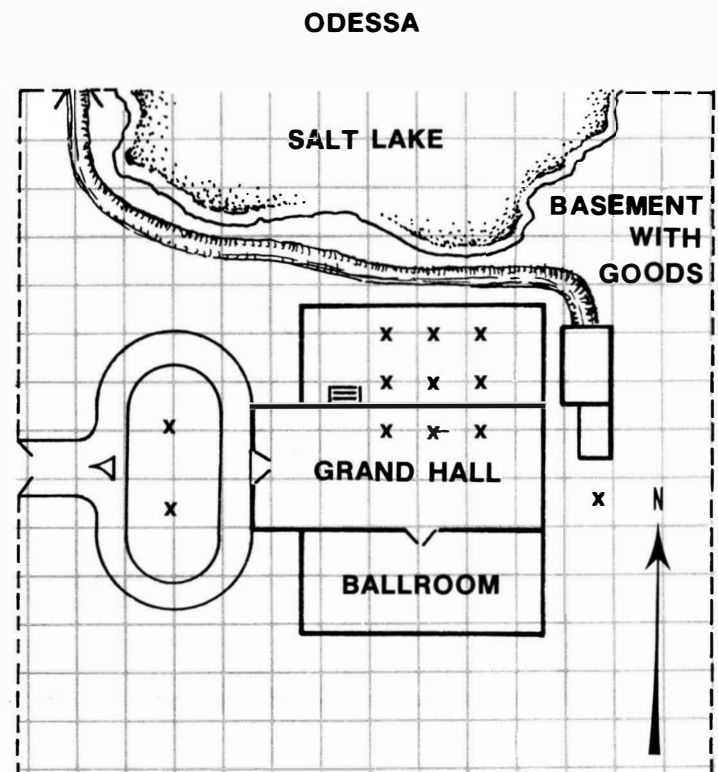 ODESSA
SALT LAKE
BASEMENT
WITH
GOODS
x x x
x x x
x
x x x
GRAND HALL
x
N
x
BALLROOM